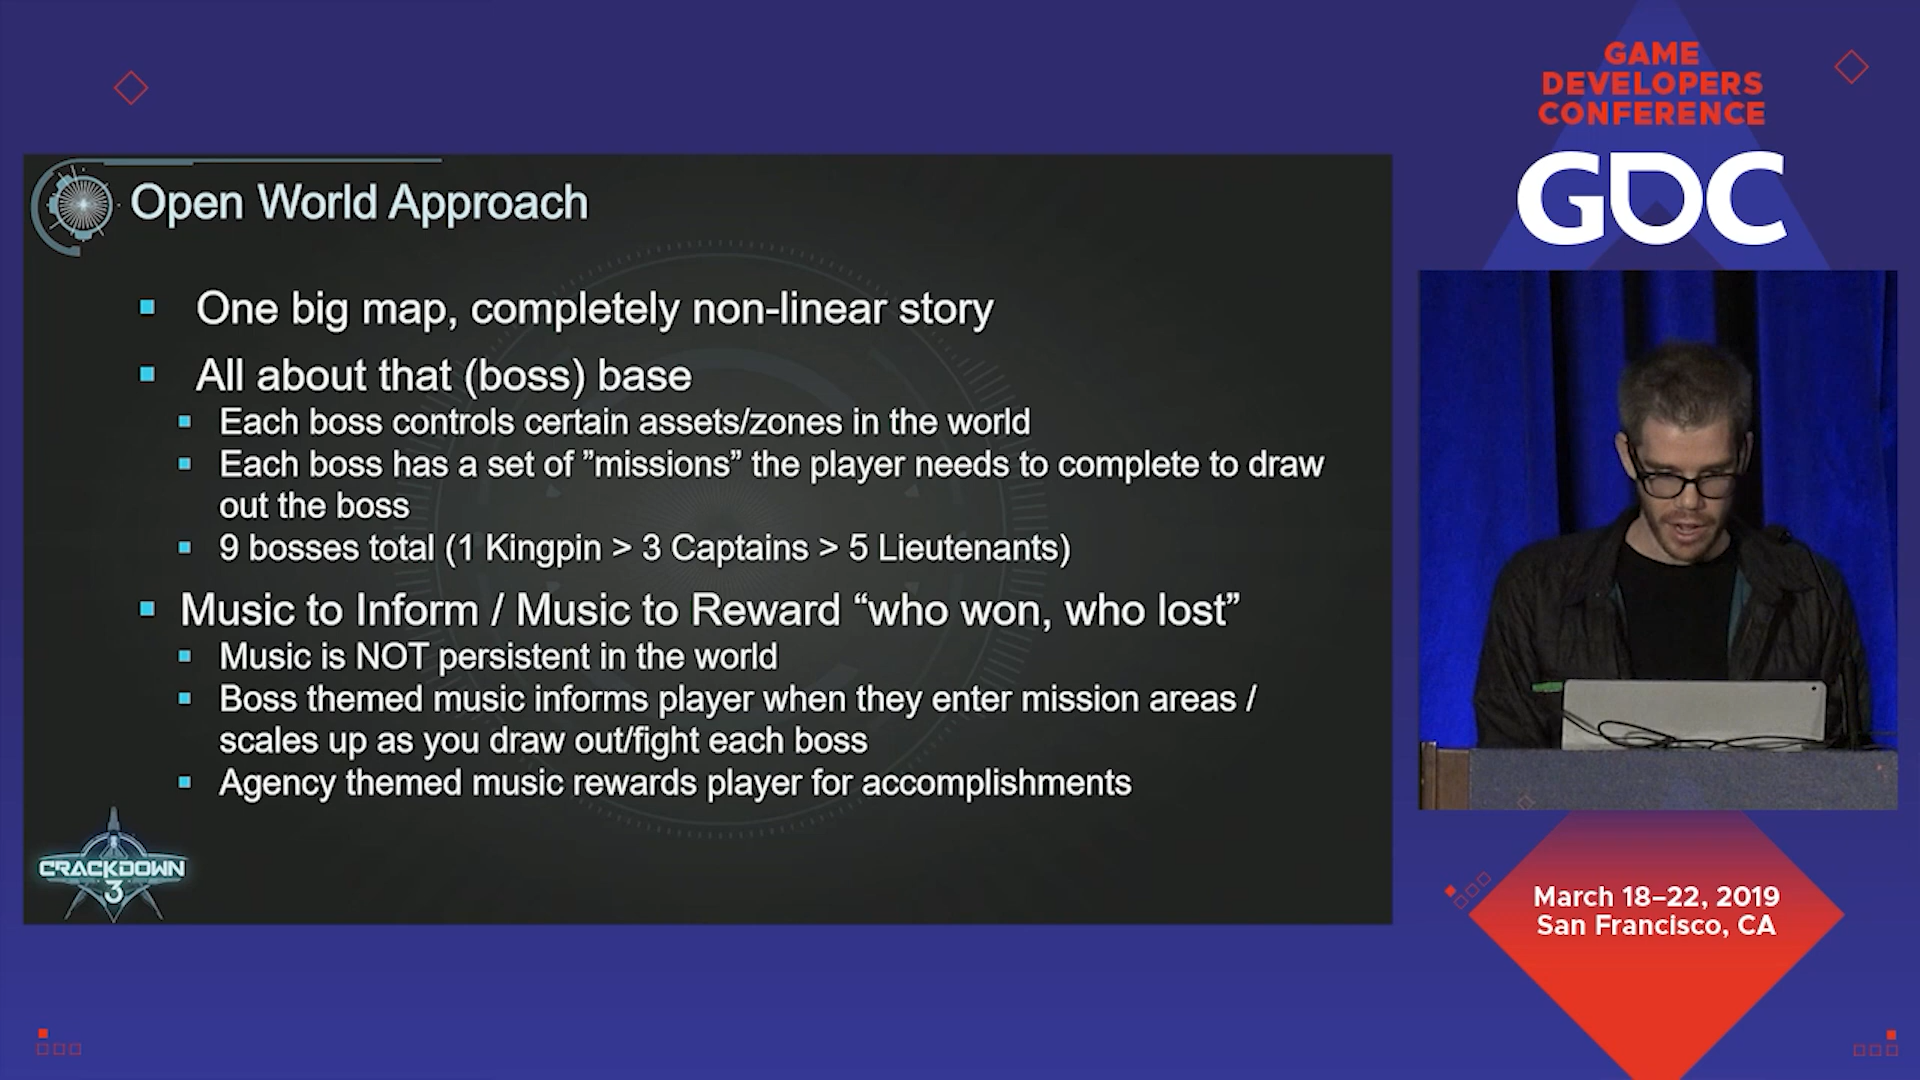 Open World Approach
One big map, completely non-linear story
All about that (boss) base
Each boss controls certain assets/zones in the world
Each boss has a set of ”missions” the player needs to complete to draw
out the boss
9 bosses total (1 Kingpin > 3 Captains > 5 Lieutenants)
Music to Inform / Music to Reward “who won, who lost”
Music is NOT persistent in the world
Boss themed music informs player when they enter mission areas /
scales up as you draw out/fight each boss
Agency themed music rewards player for accomplishments
CRACKDOWN
3
GAME
DEVELOPERS
CONFERENCE
GDC
March 18–22, 2019
San Francisco, CA